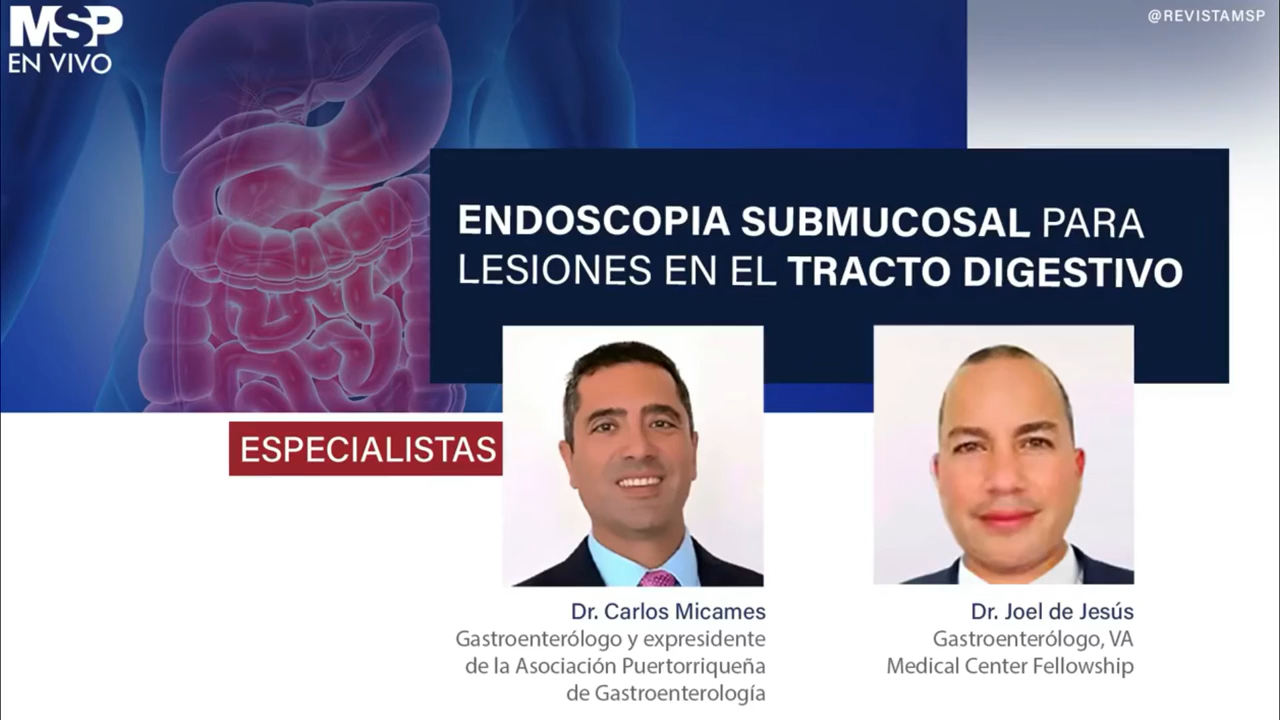 MSP
EN VIVO
@REVISTAMSP
ENDOSCOPIA SUBMUCOSAL PARA
LESIONES EN EL TRACTO DIGESTIVO
ESPECIALISTAS
Dr. Carlos Micames
Gastroenterólogo y expresidente
de la Asociación Puertorriqueña
de Gastroenterología
Dr. Joel de Jesús
Gastroenterólogo, VA
Medical Center Fellowship